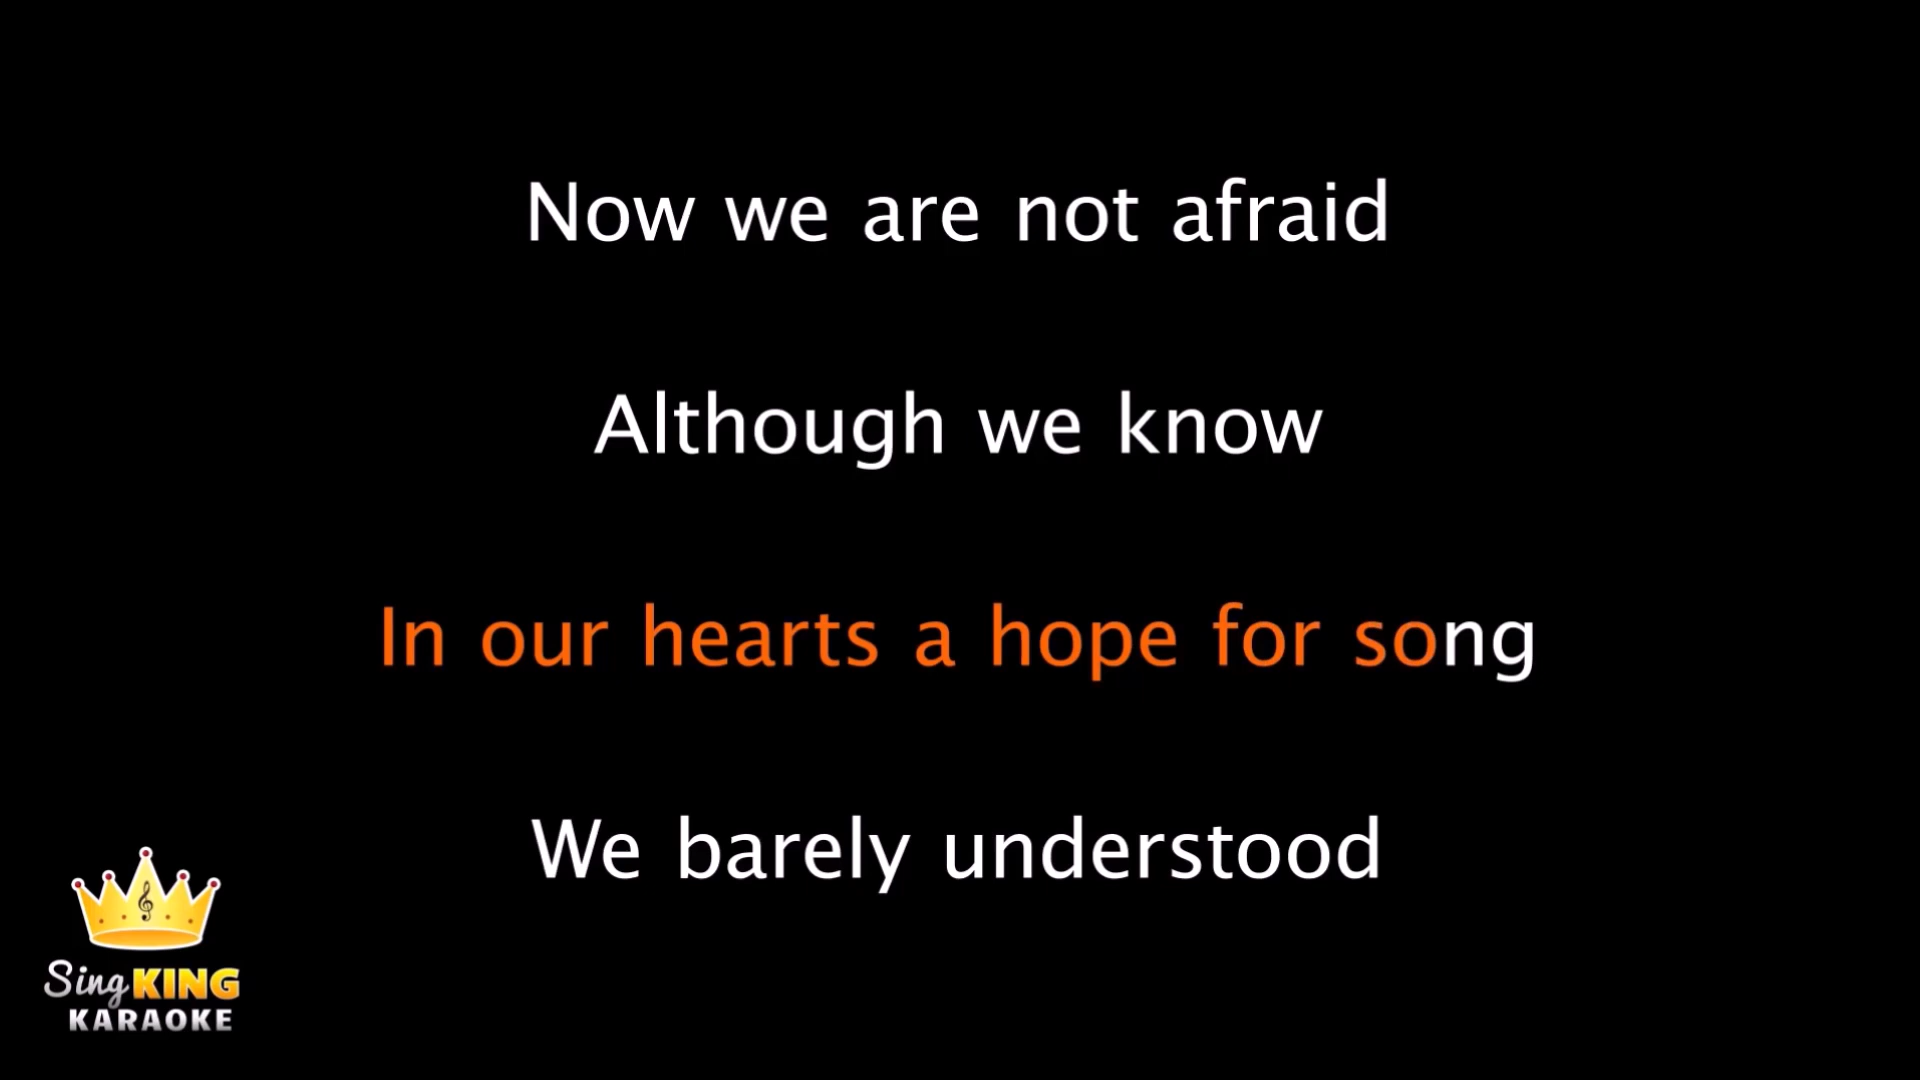 Now we are not afraid
Although we know
In our hearts a hope for song
We barely understood
Sing KING
KARAOKE